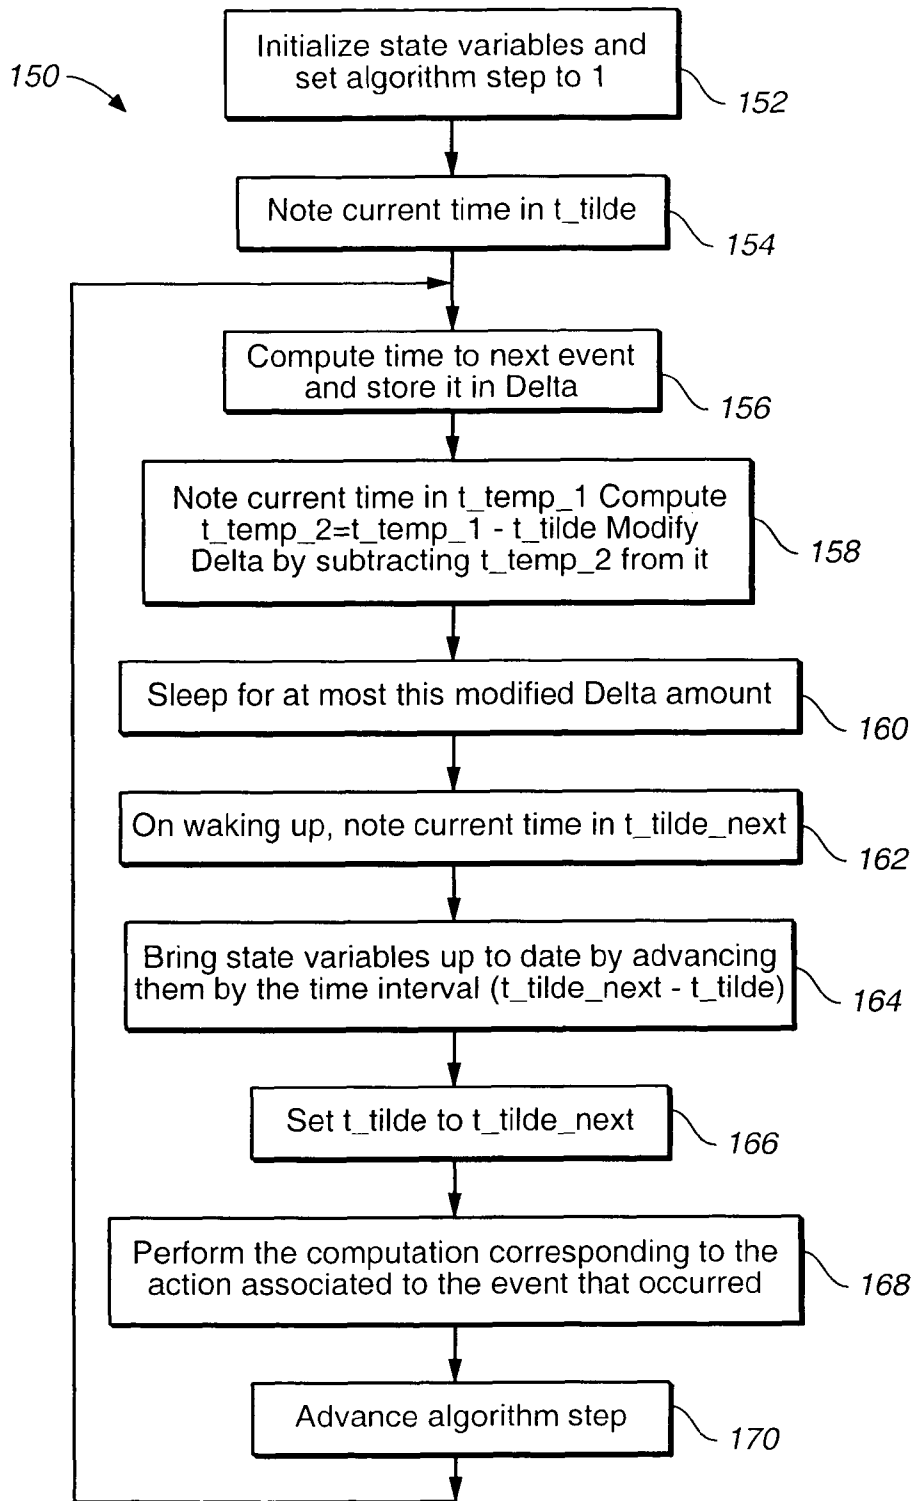 150
Initialize state variables and
set algorithm step to 1
152
Note current time in t_tilde
154
Compute time to next event
and store it in Delta
156
Note current time in t_temp_1 Compute
t_temp_2=t_temp_1 - t_tilde Modify
Delta by subtracting t_temp_2 from it
158
Sleep for at most this modified Delta amount
160
On waking up, note current time in t_tilde_next
162
Bring state variables up to date by advancing
them by the time interval (t_tilde_next - t_tilde)
164
Set t_tilde to t_tilde_next
166
Perform the computation corresponding to the
action associated to the event that occurred
168
Advance algorithm step
170